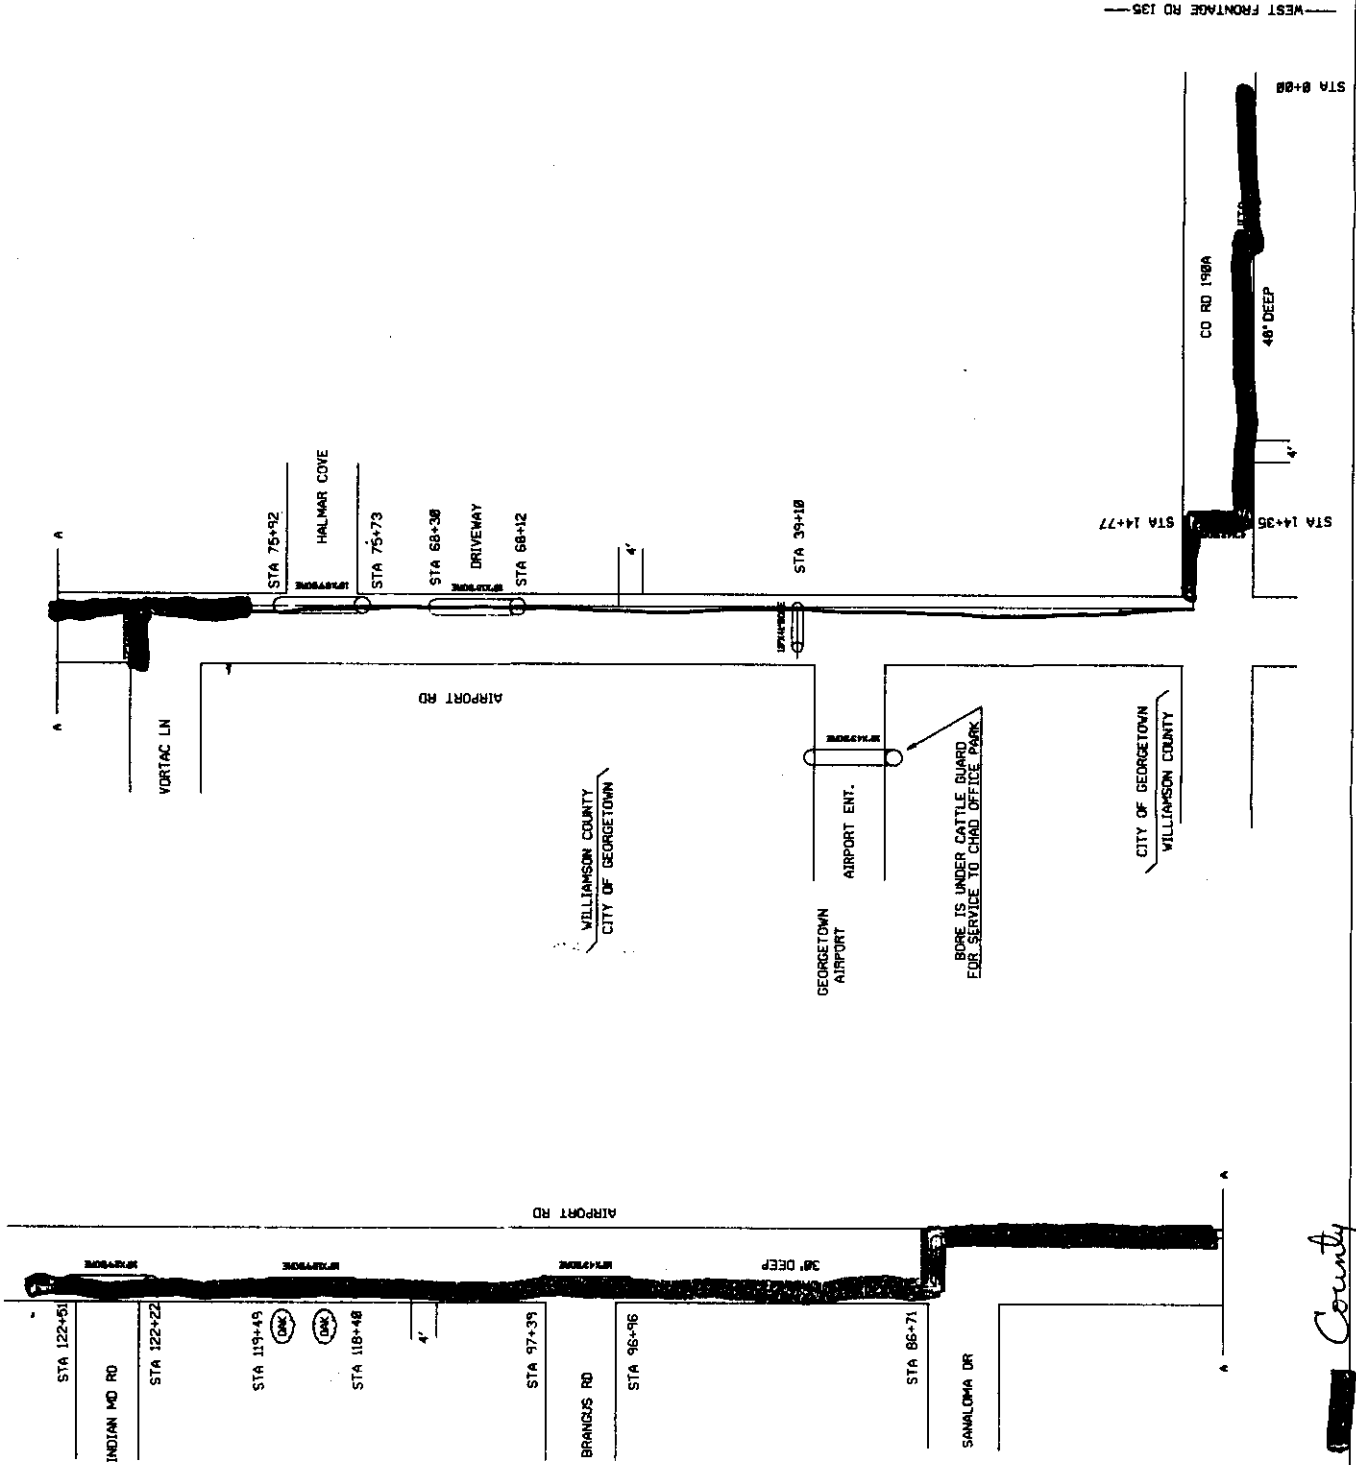 WEST FRONTAGE RD I35
STA 0+00
CO RD 190A
40" DEEP
4'
STA 14+77
STA 14+35
A
HALMAR COVE
STA 75+92
STA 75+73
STA 68+30
DRIVEWAY
STA 68+12
4'
STA 39+10
A
VORTAC LN
AIRPORT RD
WILLIAMSON COUNTY
CITY OF GEORGETOWN
AIRPORT ENT.
GEORGETOWN
AIRPORT
BORE IS UNDER CATTLE GUARD
FOR SERVICE TO CHAD OFFICE PARK
CITY OF GEORGETOWN
WILLIAMSON COUNTY
AIRPORT RD
30" DEEP
A
STA 122+51
INDIAN MD RD
STA 122+22
STA 119+49
OAK
OAK
STA 118+40
4'
STA 97+39
BRANGUS RD
STA 96+96
STA 86+71
SANALOMA DR
A
County